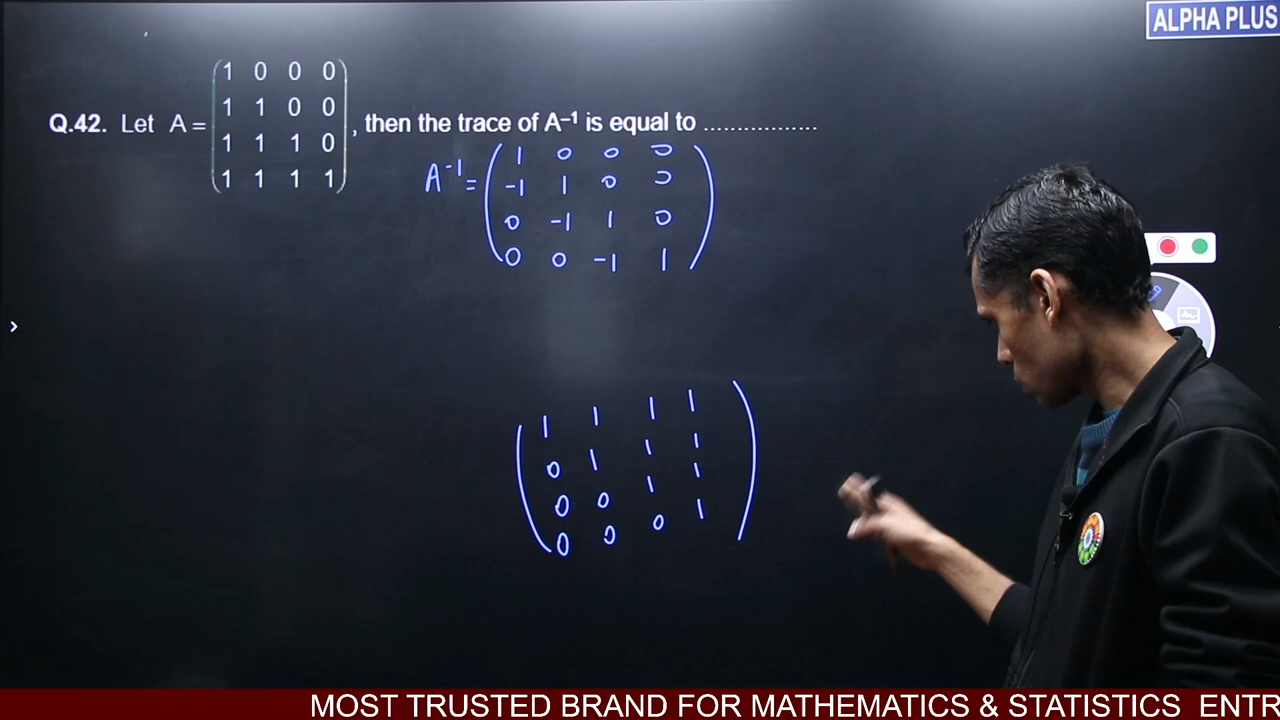 ALPHA PLUS
Q.42. Let A = (1 0 0 0
1 1 0 0
1 1 1 0
1 1 1 1), then the trace of A⁻¹ is equal to ................
A⁻¹ = (1 0 0 0
-1 1 0 0
0 -1 1 0
0 0 -1 1)
(1 1 1 1
0 1 1 1
0 0 1 1
0 0 0 1)
MOST TRUSTED BRAND FOR MATHEMATICS & STATISTICS ENTR